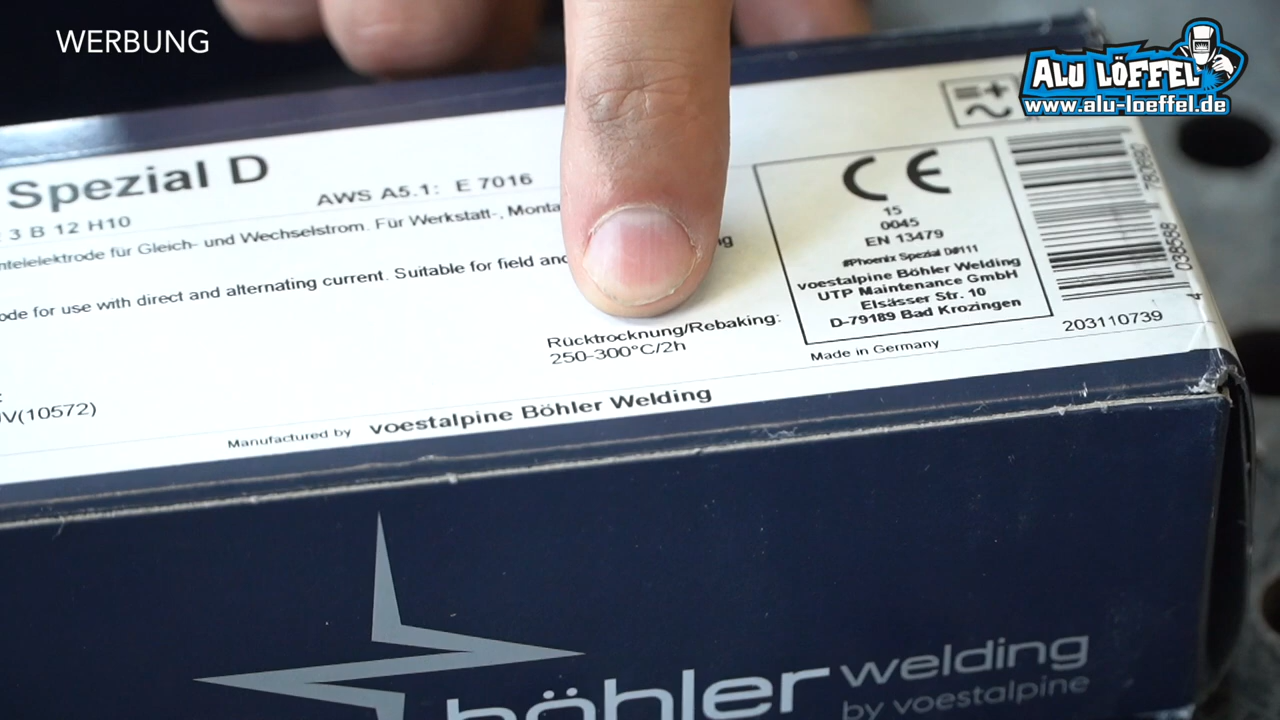 WERBUNG
ALU LÖFFEL
www.alu-loeffel.de
Spezial D
AWS A5.1: E 7016
3 B 12 H10
für Gleich- und Wechselstrom. Für Werkstatt-,
for use with direct and alternating current. Suitable for field and
Rücktrocknung/Rebaking:
250-300°C/2h
(10572)
Manufactured by voestalpine Böhler Welding
CE
15
0045
EN 13479
#Phoenix Spezial D#111
voestalpine Böhler Welding
UTP Maintenance GmbH
Elsässer Str. 10
D-79189 Bad Krozingen
Made in Germany
203110739
böhler welding
by voestalpine